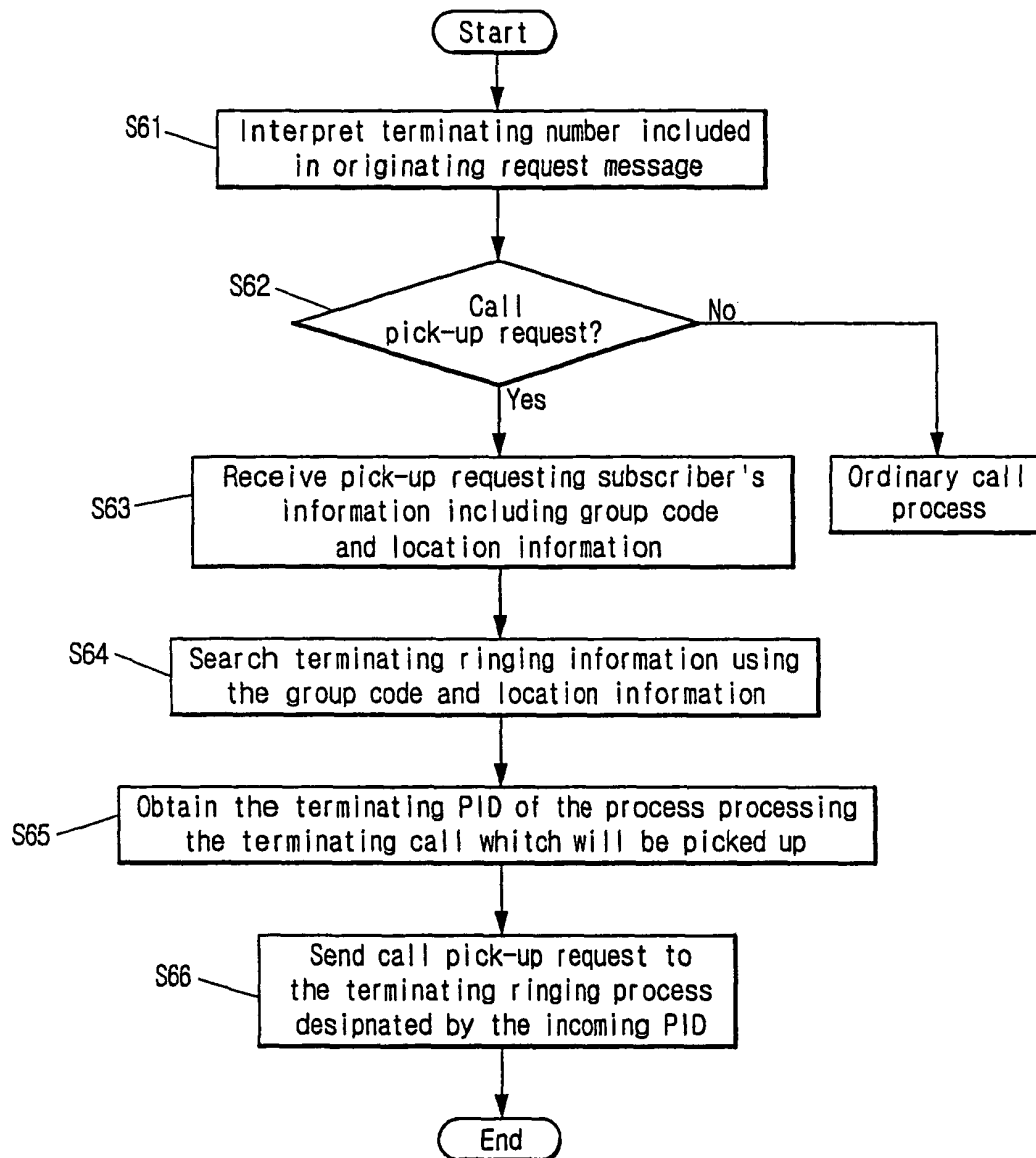 Start
S61
Interpret terminating number included
in originating request message
S62
Call
pick-up request?
No
Yes
S63
Receive pick-up requesting subscriber's
information including group code
and location information
Ordinary call
process
S64
Search terminating ringing information using
the group code and location information
S65
Obtain the terminating PID of the process processing
the terminating call whitch will be picked up
S66
Send call pick-up request to
the terminating ringing process
desipnated by the incoming PID
End